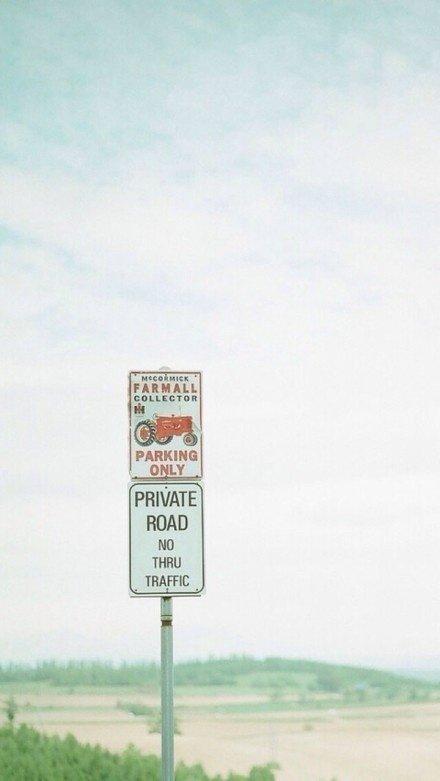 McCORMICK
FARMALL
COLLECTOR
IH
PARKING
ONLY
PRIVATE
ROAD
NO
THRU
TRAFFIC